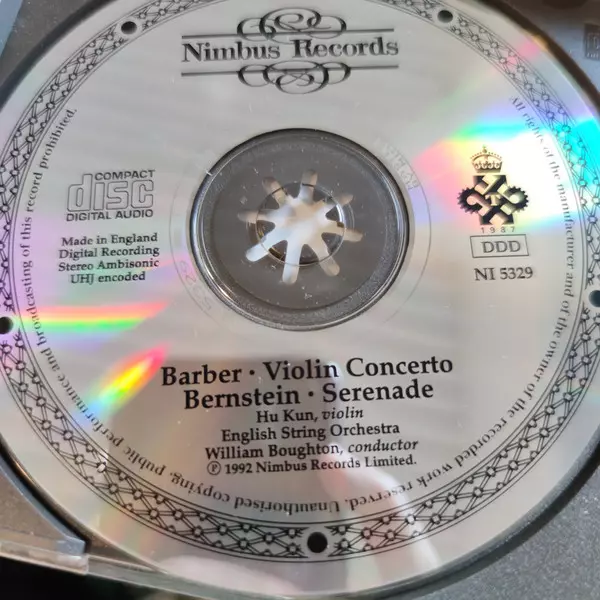 Nimbus Records
COMPACT
disc
DIGITAL AUDIO
Made in England
Digital Recording
Stereo Ambisonic
UHJ encoded
1987
DDD
NI 5329
Barber · Violin Concerto
Bernstein · Serenade
Hu Kun, violin
English String Orchestra
William Boughton, conductor
℗ 1992 Nimbus Records Limited.
All rights of the manufacturer and of the owner of the recorded work reserved. Unauthorised copying, public performance and broadcasting of this record prohibited.